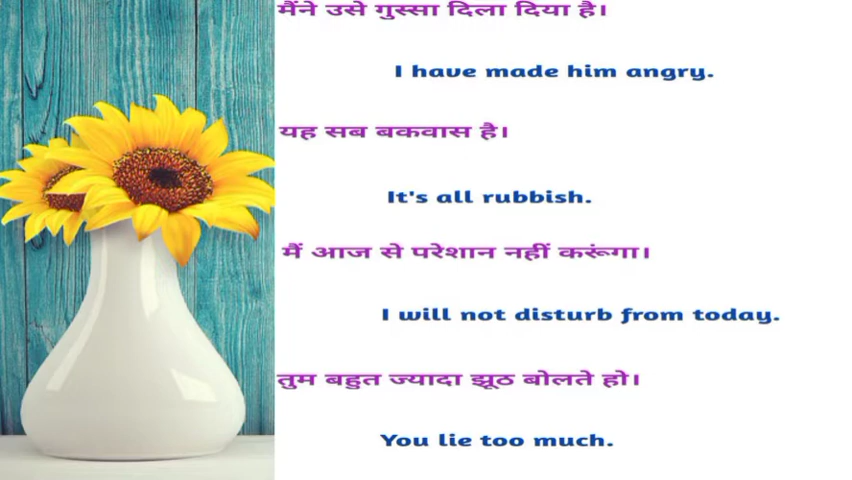 मैंने उसे गुस्सा दिला दिया है।
I have made him angry.
यह सब बकवास है।
It's all rubbish.
मैं आज से परेशान नहीं करूंगा।
I will not disturb from today.
तुम बहुत ज्यादा झूठ बोलते हो।
You lie too much.